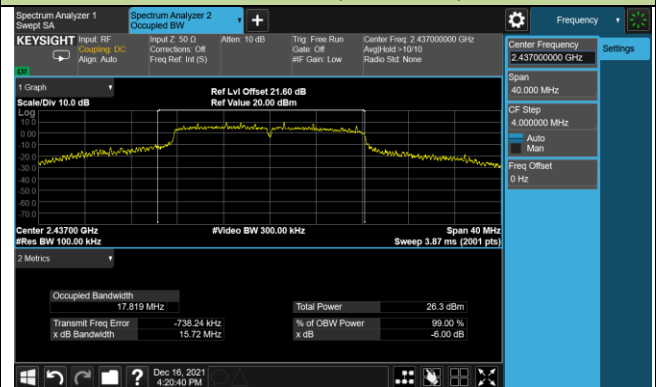 Spectrum Analyzer 1
Swept SA
Spectrum Analyzer 2
Occupied BW
Frequency
KEYSIGHT
Input: RF
Coupling: DC
Align: Auto
Input Z: 50 Ω
Corrections: Off
Freq Ref: Int (S)
Atten: 10 dB
Trig: Free Run
Gate: Off
#IF Gain: Low
Center Freq: 2.437000000 GHz
Avg|Hold:>10/10
Radio Std: None
Center Frequency
2.437000000 GHz
Settings
Span
40.000 MHz
CF Step
4.000000 MHz
Auto
Man
Freq Offset
0 Hz
1 Graph
Scale/Div 10.0 dB
Ref Lvl Offset 21.60 dB
Ref Value 20.00 dBm
Log
10.0
0.00
-10.0
-20.0
-30.0
-40.0
-50.0
-60.0
-70.0
Center 2.43700 GHz
#Res BW 100.00 kHz
#Video BW 300.00 kHz
Span 40 MHz
Sweep 3.87 ms (2001 pts)
2 Metrics
Occupied Bandwidth
17.819 MHz
Total Power
26.3 dBm
Transmit Freq Error
-738.24 kHz
% of OBW Power
99.00 %
x dB Bandwidth
15.72 MHz
x dB
-6.00 dB
?
Dec 16, 2021
4:20:40 PM